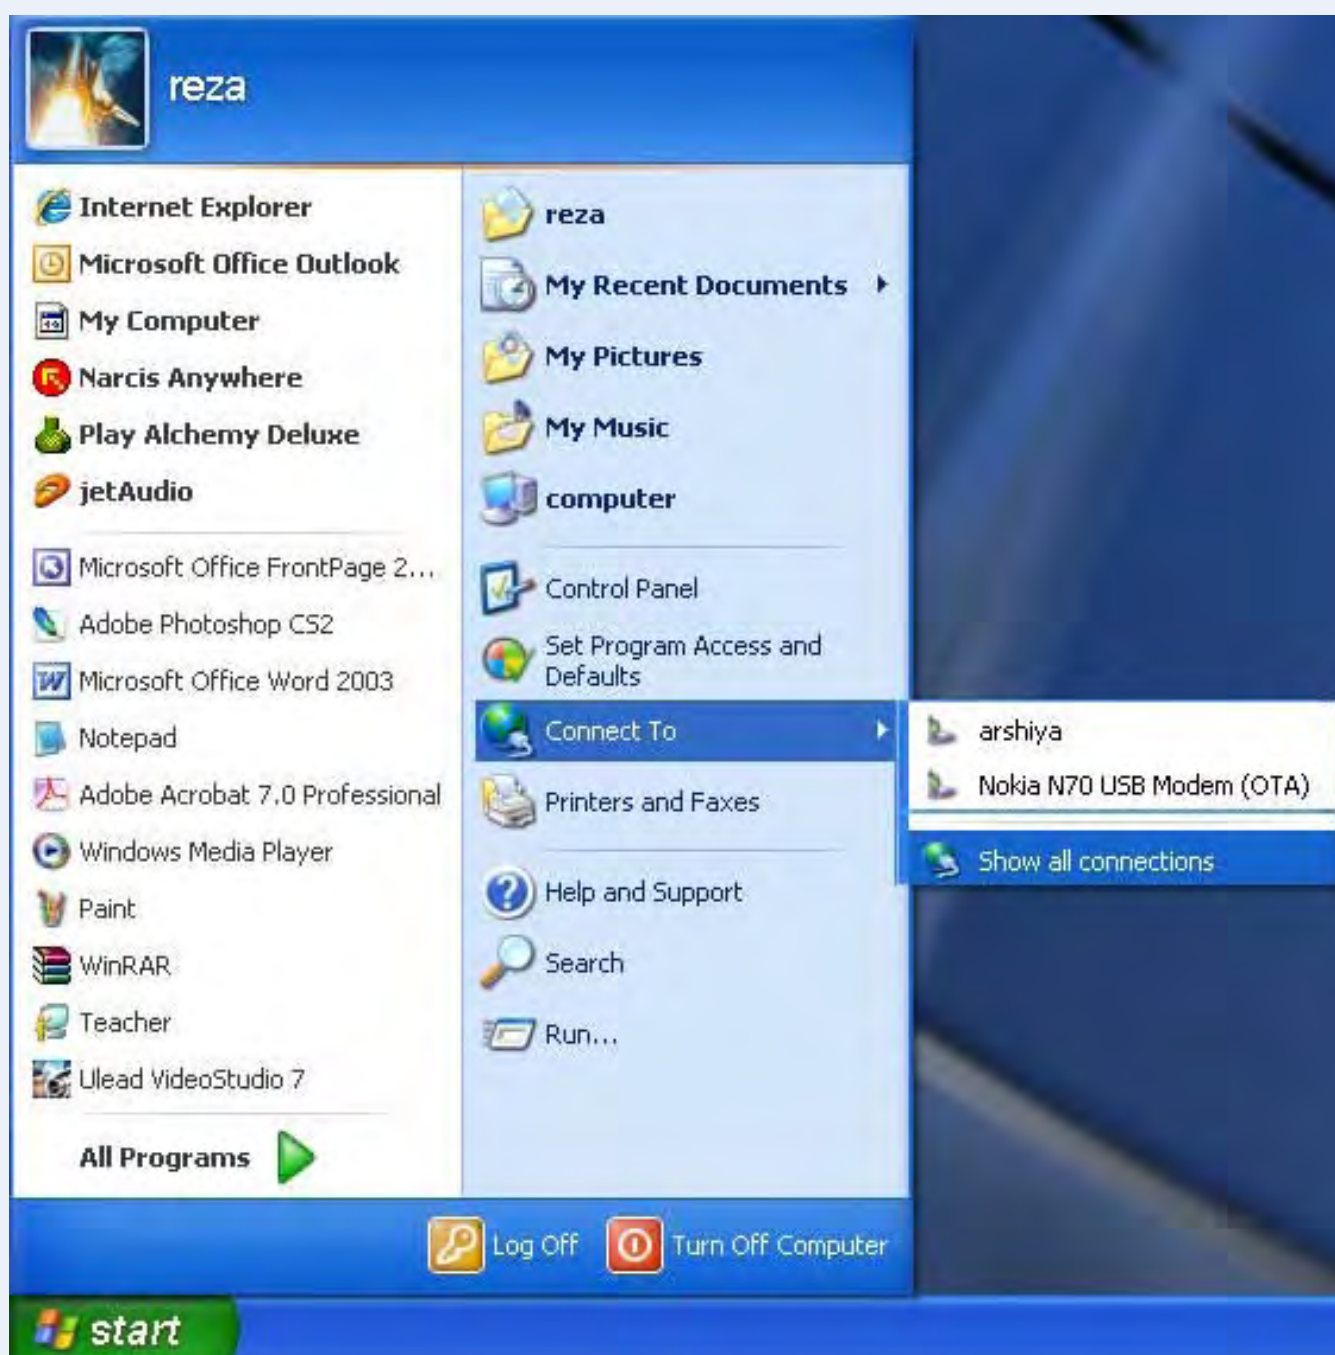 reza
Internet Explorer
Microsoft Office Outlook
My Computer
Narcis Anywhere
Play Alchemy Deluxe
jetAudio
Microsoft Office FrontPage 2...
Adobe Photoshop CS2
Microsoft Office Word 2003
Notepad
Adobe Acrobat 7.0 Professional
Windows Media Player
Paint
WinRAR
Teacher
Ulead VideoStudio 7
All Programs
reza
My Recent Documents
My Pictures
My Music
computer
Control Panel
Set Program Access and
Defaults
Connect To
Printers and Faxes
Help and Support
Search
Run...
arshiya
Nokia N70 USB Modem (OTA)
Show all connections
Log Off
Turn Off Computer
start